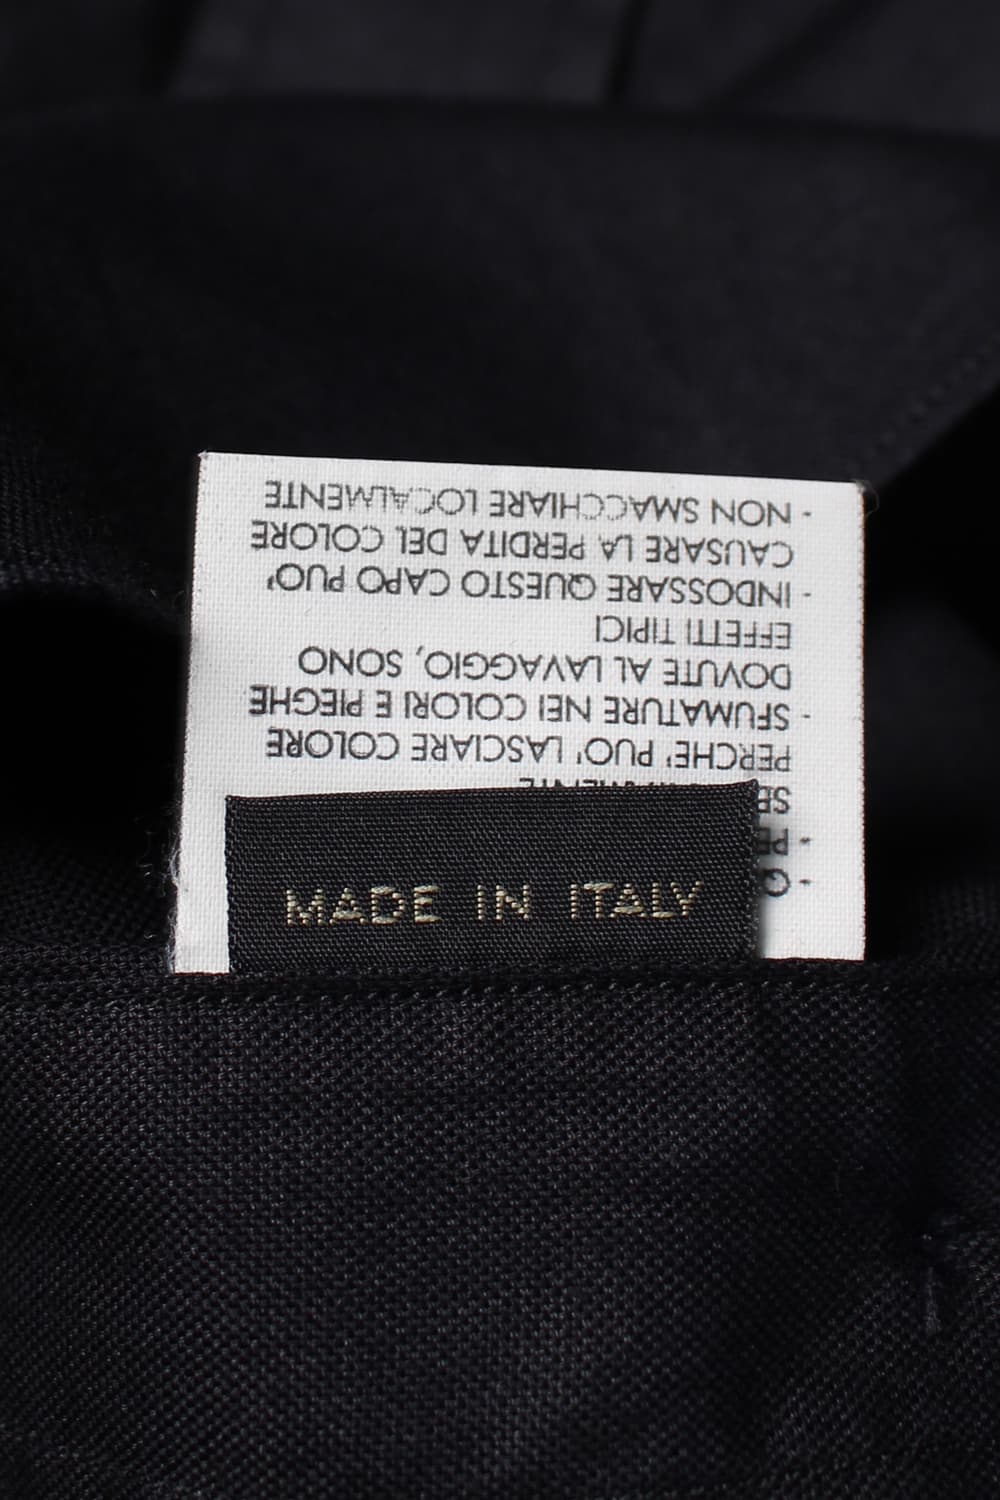 MADE IN ITALY
PERCHE' PUO' LASCIARE COLORE
- SFUMATURE NEI COLORI E PIEGHE
DOVUTE AL LAVAGGIO, SONO
EFFETTI TIPICI
- INDOSSARE QUESTO CAPO PUO'
CAUSARE LA PERDITA DEL COLORE
- NON SMACCHIARE LOCALMENTE